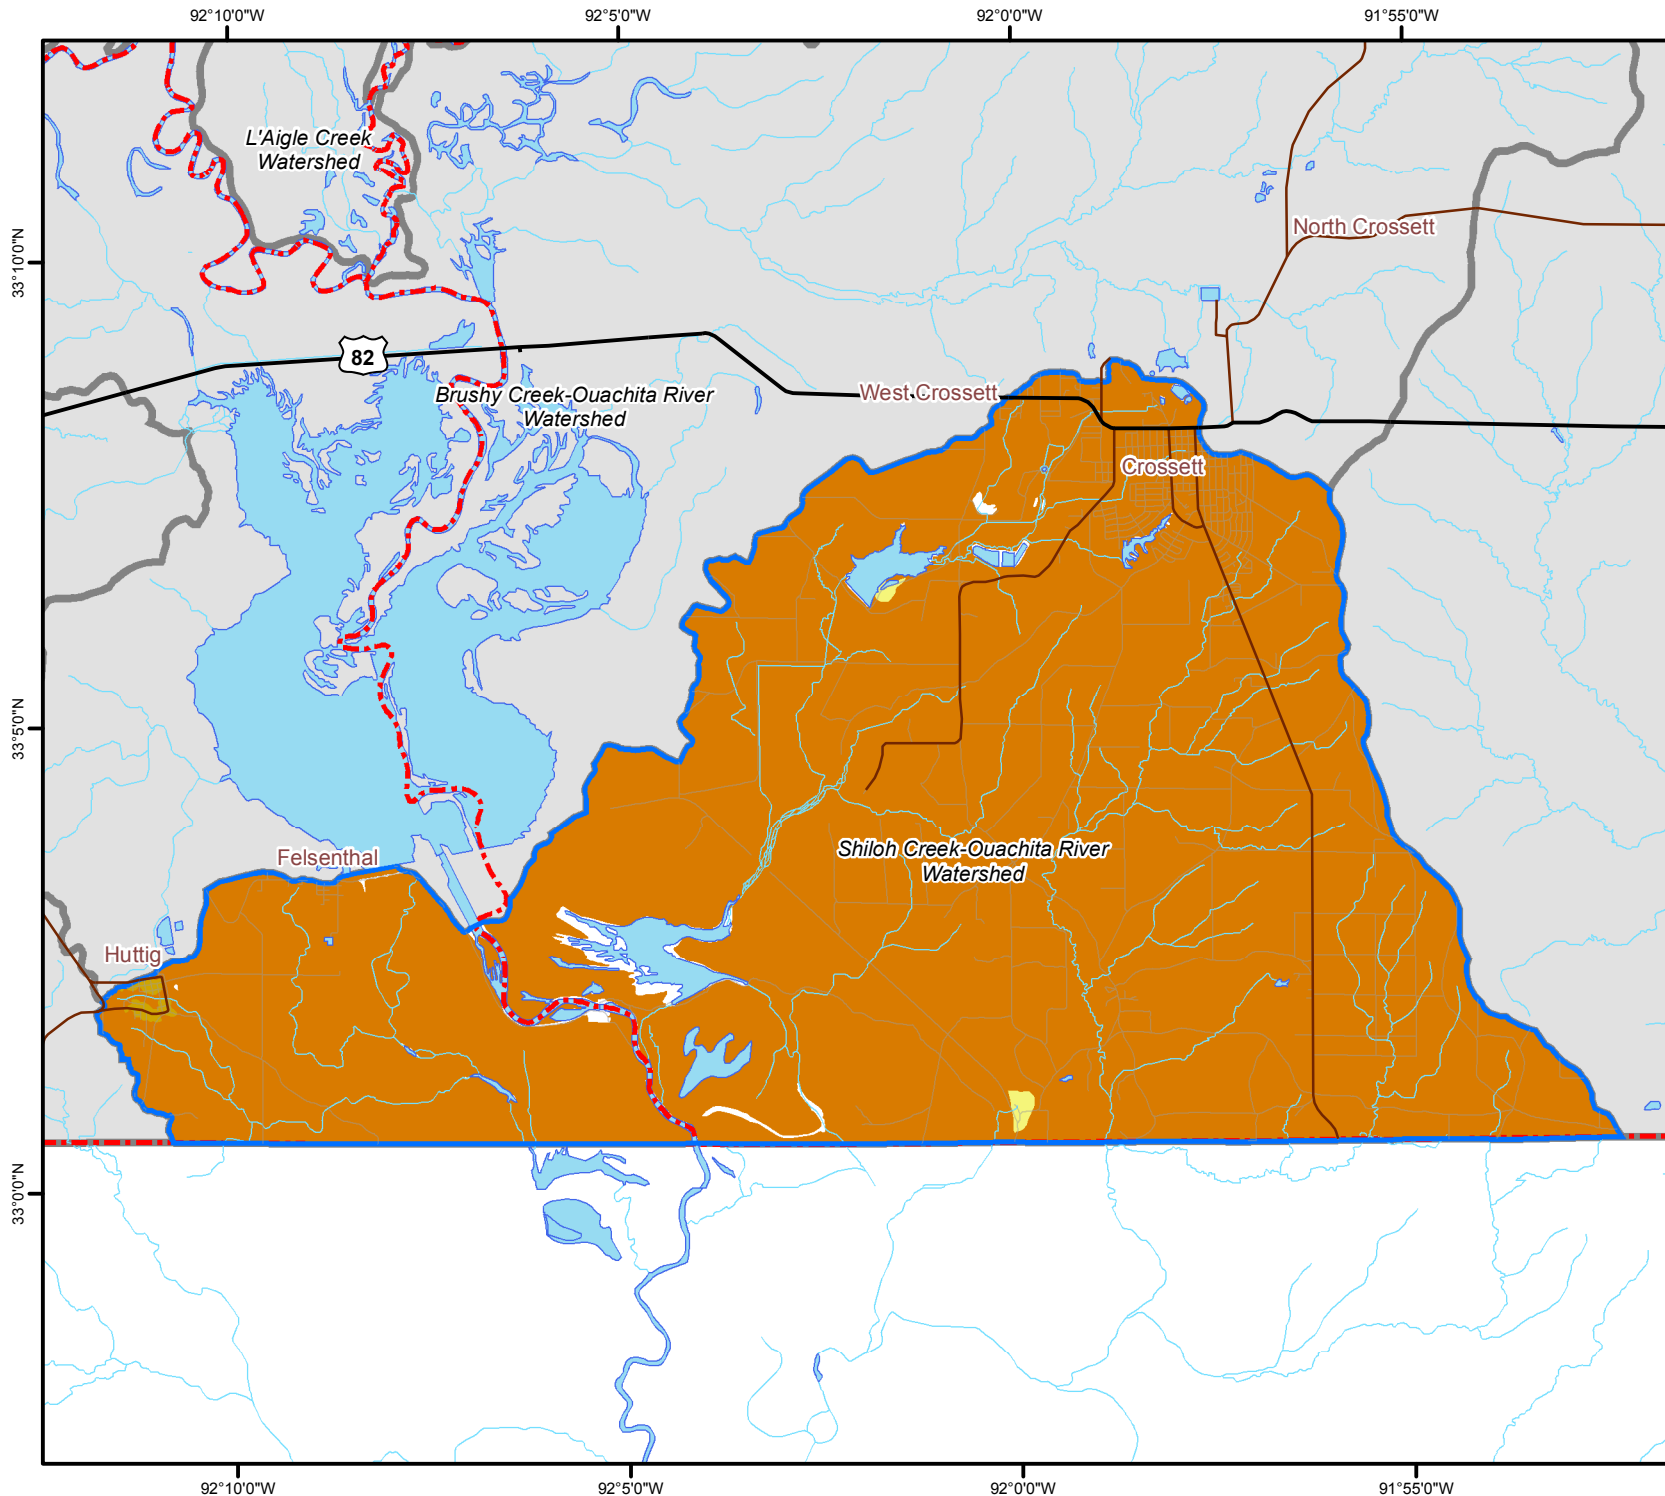 92°10'0"W
92°5'0"W
92°0'0"W
91°55'0"W
L'Aigle Creek
Watershed
North Crossett
33°10'0"N
82
Brushy Creek-Ouachita River
Watershed
West Crossett
Crossett
33°5'0"N
Shiloh Creek-Ouachita River
Watershed
Felsenthal
Huttig
33°0'0"N
92°10'0"W
92°5'0"W
92°0'0"W
91°55'0"W